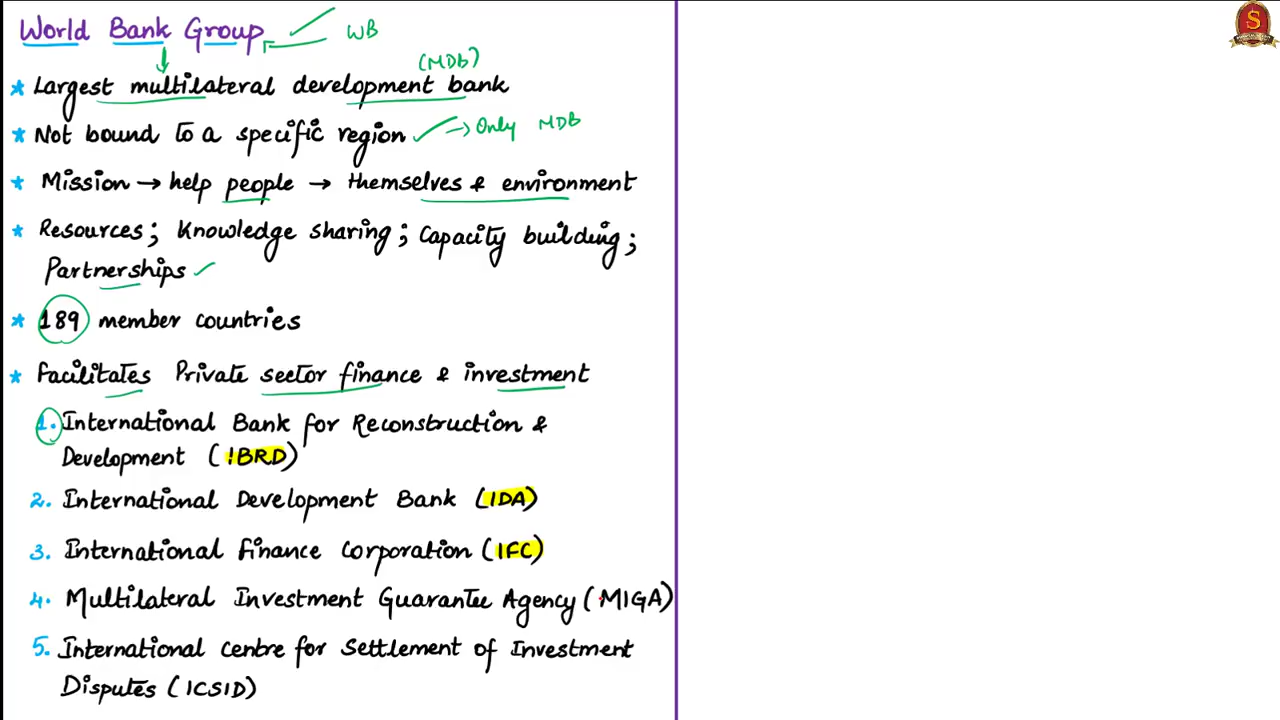 World Bank Group WB
(MDB)
* Largest multilateral development bank
* Not bound to a specific region → Only MDB
* Mission → help people → themselves & environment
* Resources; Knowledge sharing; Capacity building;
Partnerships
* 189 member countries
* Facilitates Private sector finance & investment
1. International Bank for Reconstruction &
Development (IBRD)
2. International Development Bank (IDA)
3. International Finance Corporation (IFC)
4. Multilateral Investment Guarantee Agency (MIGA)
5. International Centre for Settlement of Investment
Disputes (ICSID)
S